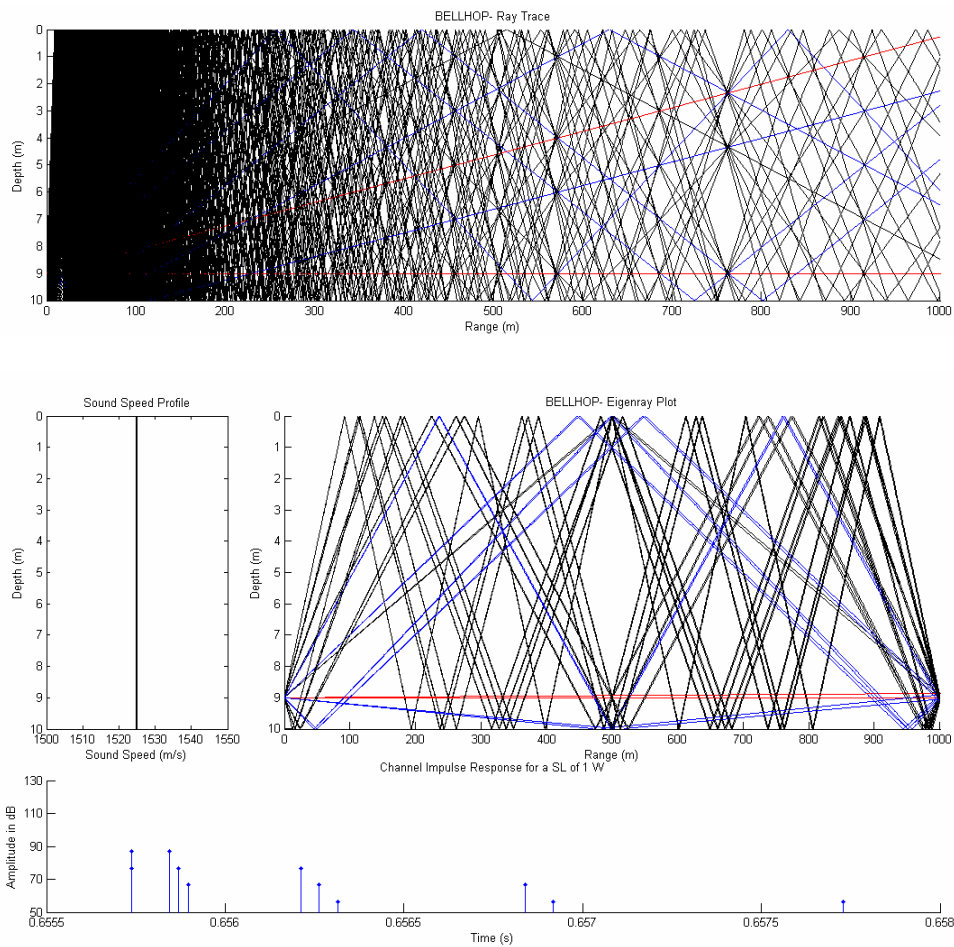 BELLHOP- Ray Trace
0
1
2
3
4
5
6
7
8
9
10
Depth (m)
0 100 200 300 400 500 600 700 800 900 1000
Range (m)
Sound Speed Profile
0
1
2
3
4
5
6
7
8
9
10
Depth (m)
1500 1510 1520 1530 1540 1550
Sound Speed (m/s)
BELLHOP- Eigenray Plot
0
1
2
3
4
5
6
7
8
9
10
Depth (m)
0 100 200 300 400 500 600 700 800 900 1000
Range (m)
Channel Impulse Response for a SL of 1 W
130
110
90
70
50
Amplitude in dB
0.6555 0.656 0.6565 0.657 0.6575 0.658
Time (s)